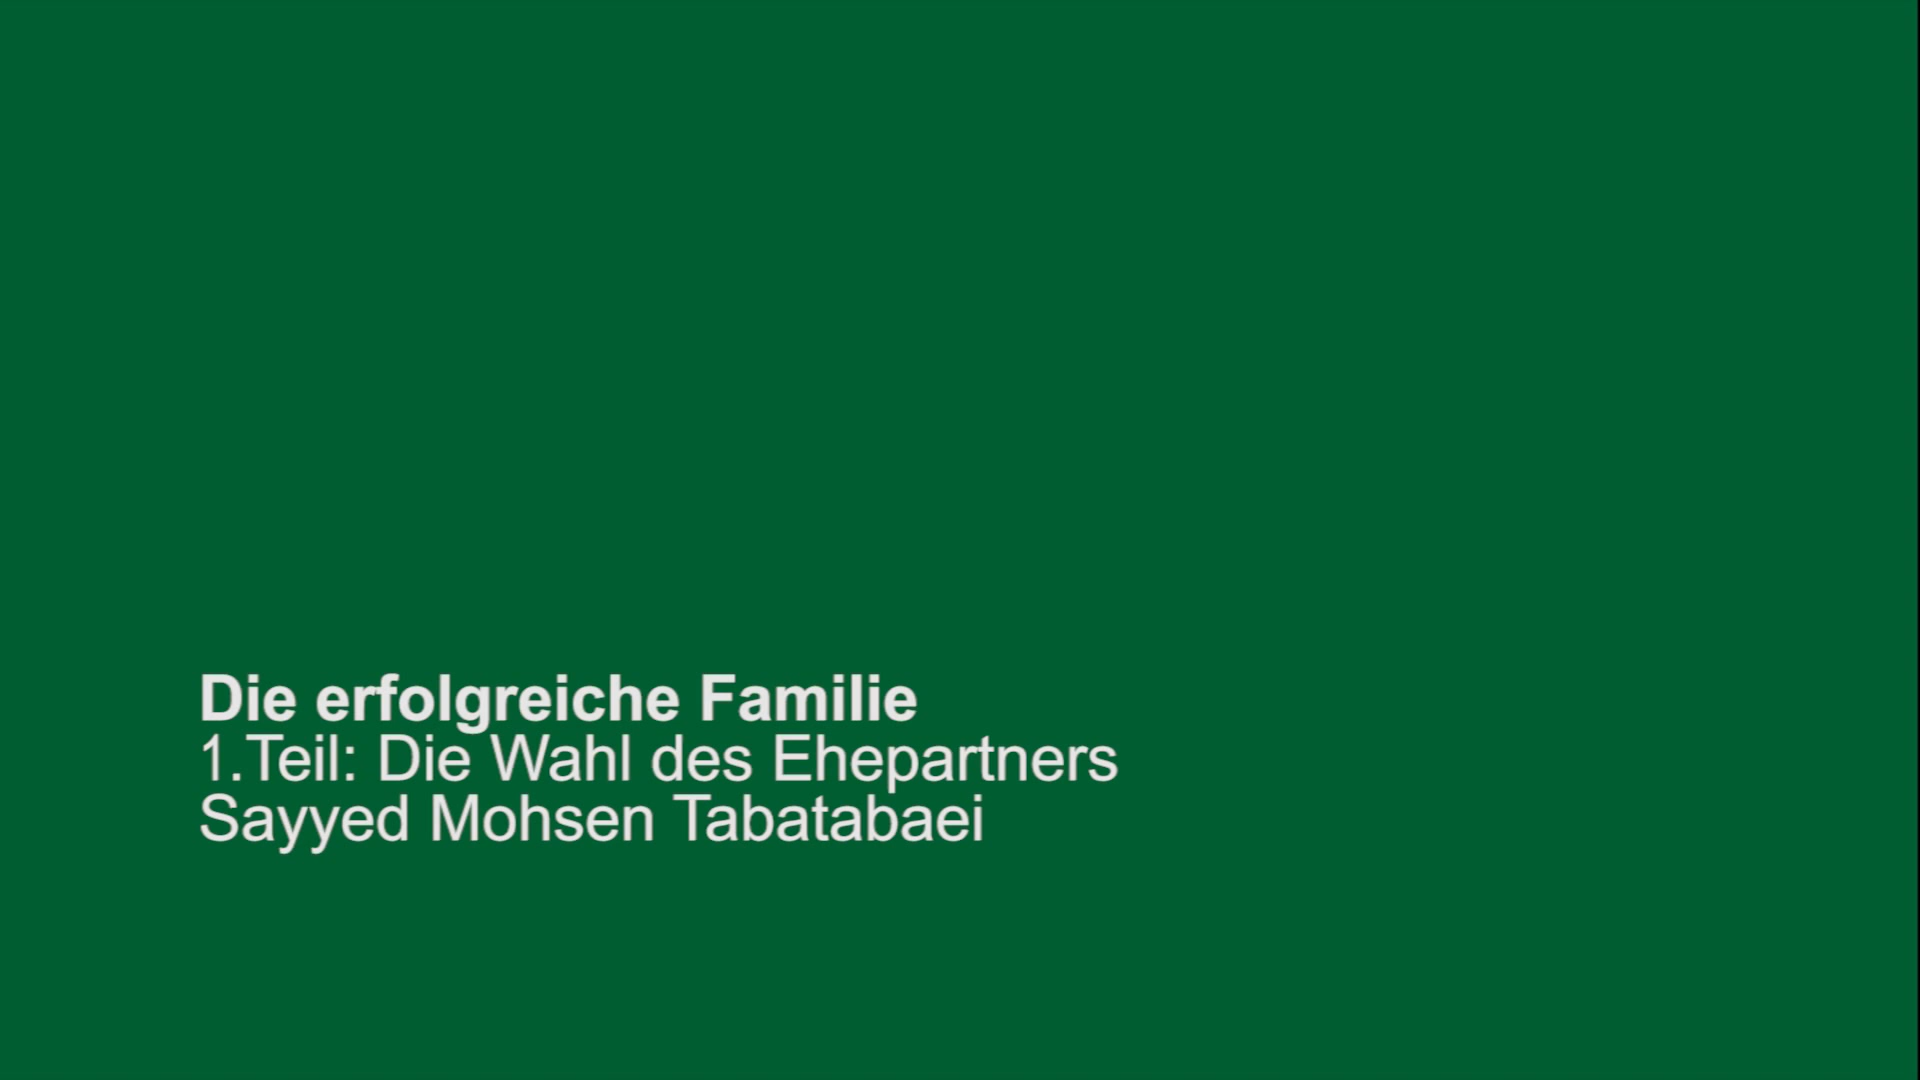 Die erfolgreiche Familie
1.Teil: Die Wahl des Ehepartners
Sayyed Mohsen Tabatabaei